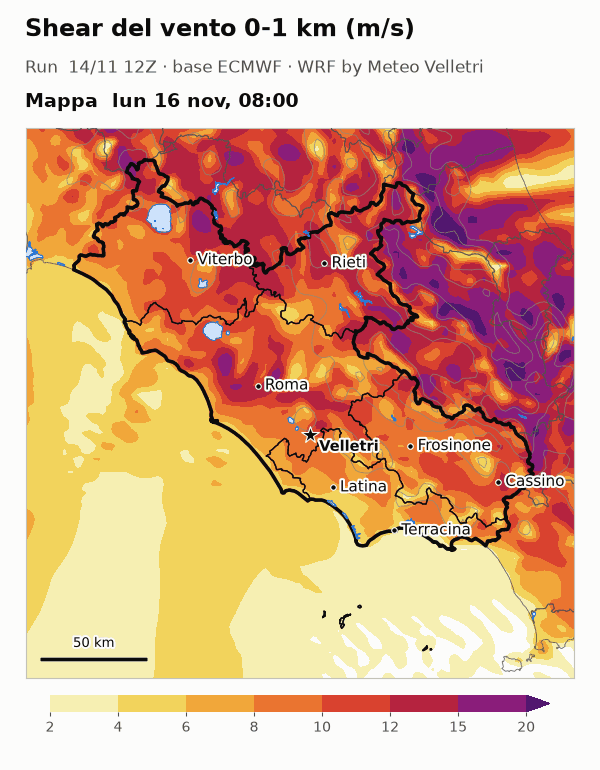 Shear del vento 0-1 km (m/s)
Run  14/11 12Z · base ECMWF · WRF by Meteo Velletri
Mappa  lun 16 nov, 08:00
Viterbo
Rieti
Roma
Velletri
Frosinone
Cassino
Latina
Terracina
50 km
2 4 6 8 10 12 15 20